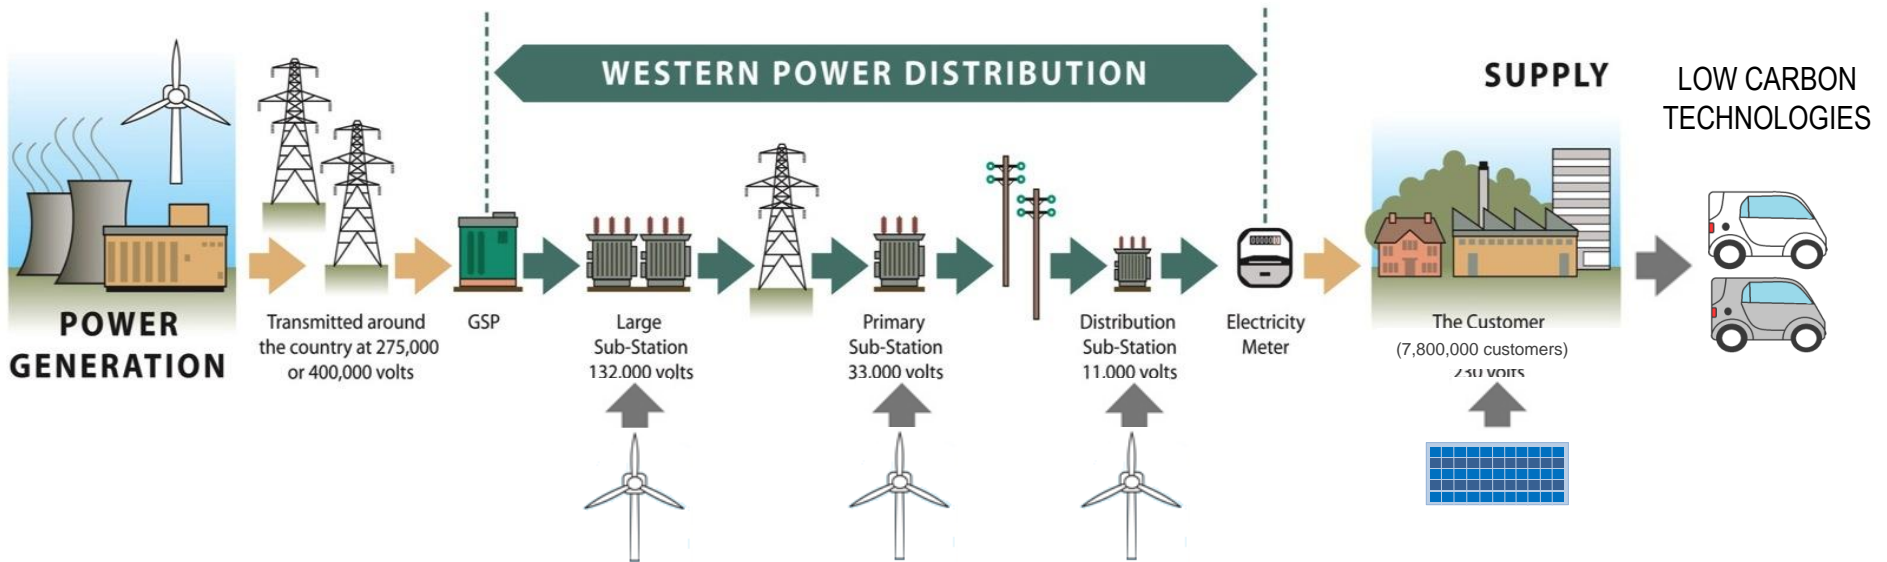 WESTERN POWER DISTRIBUTION
SUPPLY
LOW CARBON
TECHNOLOGIES
POWER
GENERATION
Transmitted around
the country at 275,000
or 400,000 volts
GSP
Large
Sub-Station
132.000 volts
Primary
Sub-Station
33.000 volts
Distribution
Sub-Station
11.000 volts
Electricity
Meter
The Customer
(7,800,000 customers)
230 volts